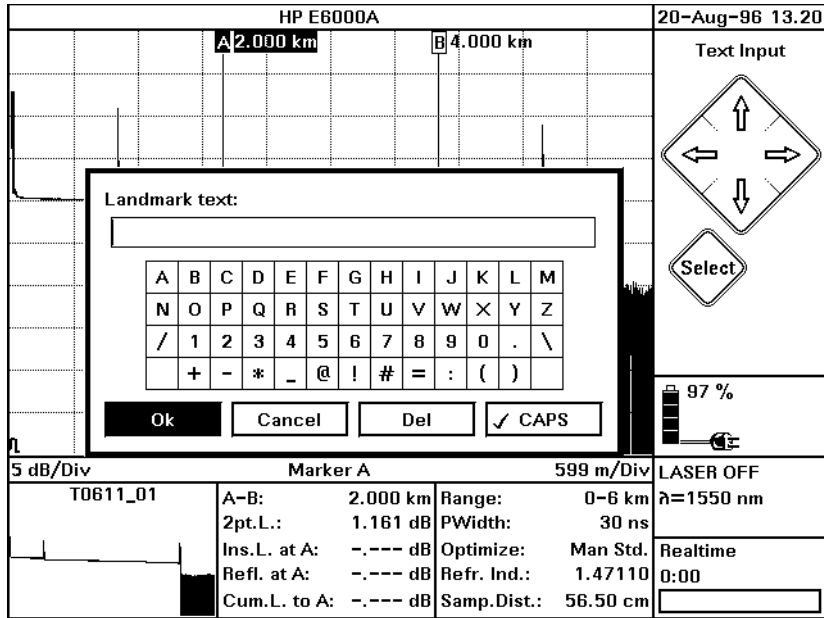 HP E6000A
20-Aug-96 13.20
A 2.000 km
B 4.000 km
Text Input
Landmark text:
A B C D E F G H I J K L M
N O P Q R S T U V W X Y Z
/ 1 2 3 4 5 6 7 8 9 0 . \
+ - * _ @ ! # = : ( )
Ok Cancel Del ✓ CAPS
Select
97 %
5 dB/Div Marker A 599 m/Div
LASER OFF
λ=1550 nm
T0611_01
A-B: 2.000 km
2pt.L.: 1.161 dB
Ins.L. at A: -.--- dB
Refl. at A: -.--- dB
Cum.L. to A: -.--- dB
Range: 0-6 km
PWidth: 30 ns
Optimize: Man Std.
Refr. Ind.: 1.47110
Samp.Dist.: 56.50 cm
Realtime
0:00